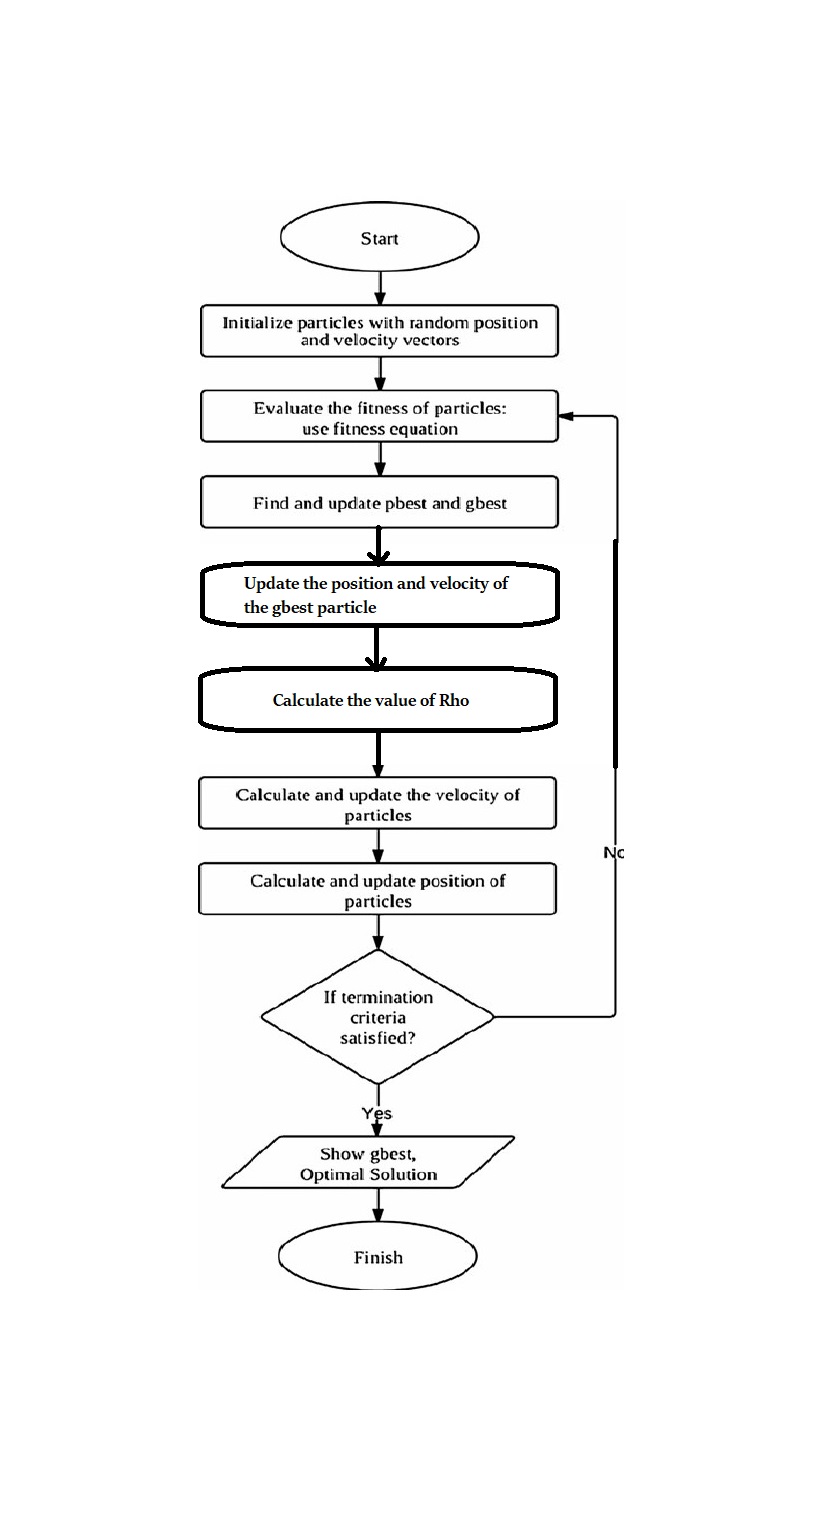 Start
Initialize particles with random position
and velocity vectors
Evaluate the fitness of particles:
use fitness equation
Find and update pbest and gbest
Update the position and velocity of
the gbest particle
Calculate the value of Rho
Calculate and update the velocity of
particles
No
Calculate and update position of
particles
If termination
criteria
satisfied?
Yes
Show gbest,
Optimal Solution
Finish